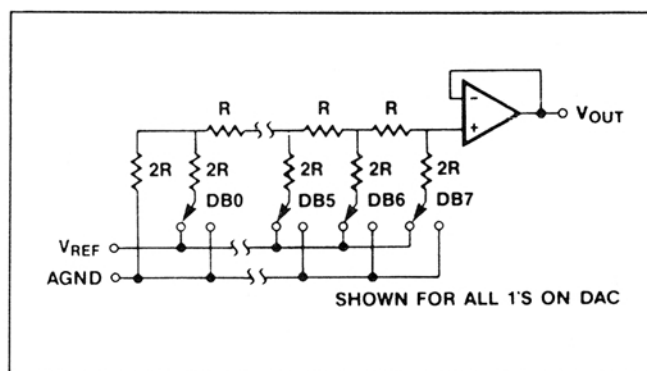 R R R
VOUT
2R 2R 2R 2R 2R
DB0 DB5 DB6 DB7
VREF
AGND
SHOWN FOR ALL 1'S ON DAC
- +